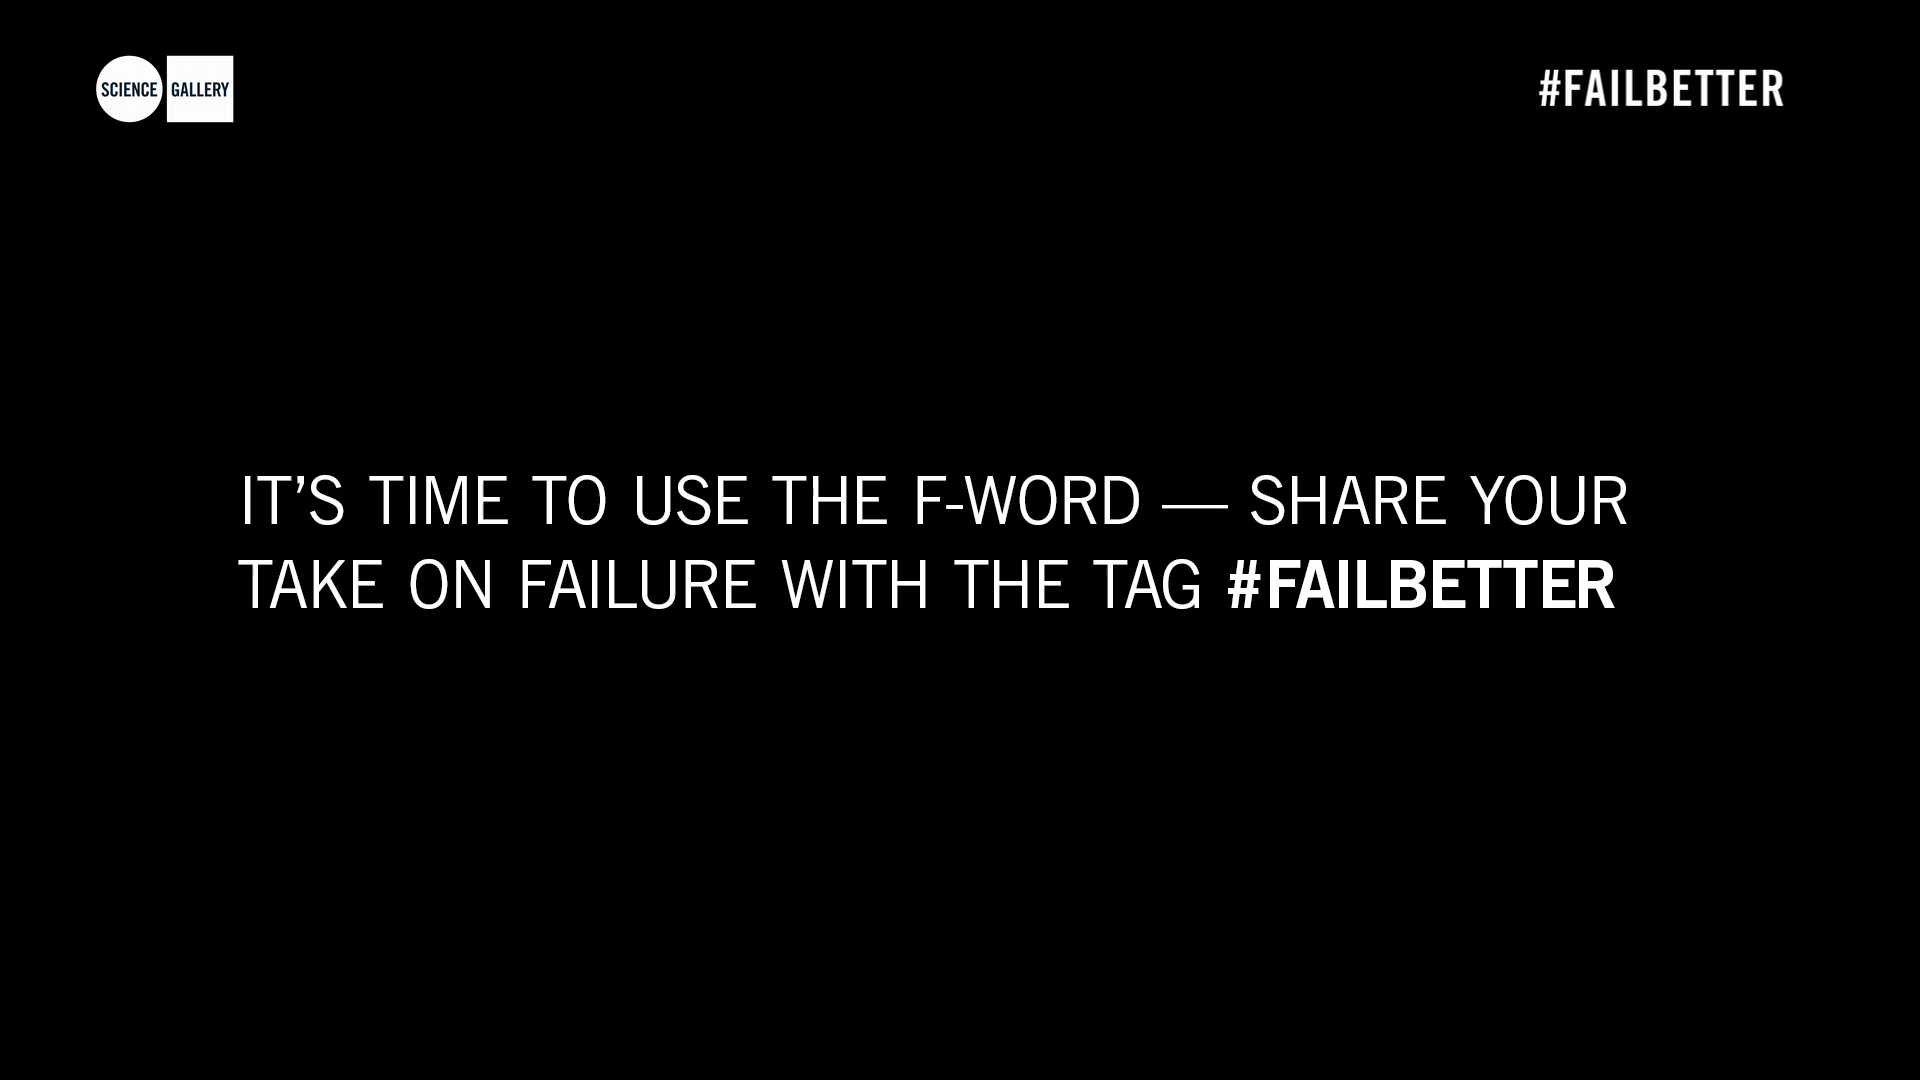 SCIENCE GALLERY
#FAILBETTER
IT’S TIME TO USE THE F-WORD — SHARE YOUR
TAKE ON FAILURE WITH THE TAG #FAILBETTER